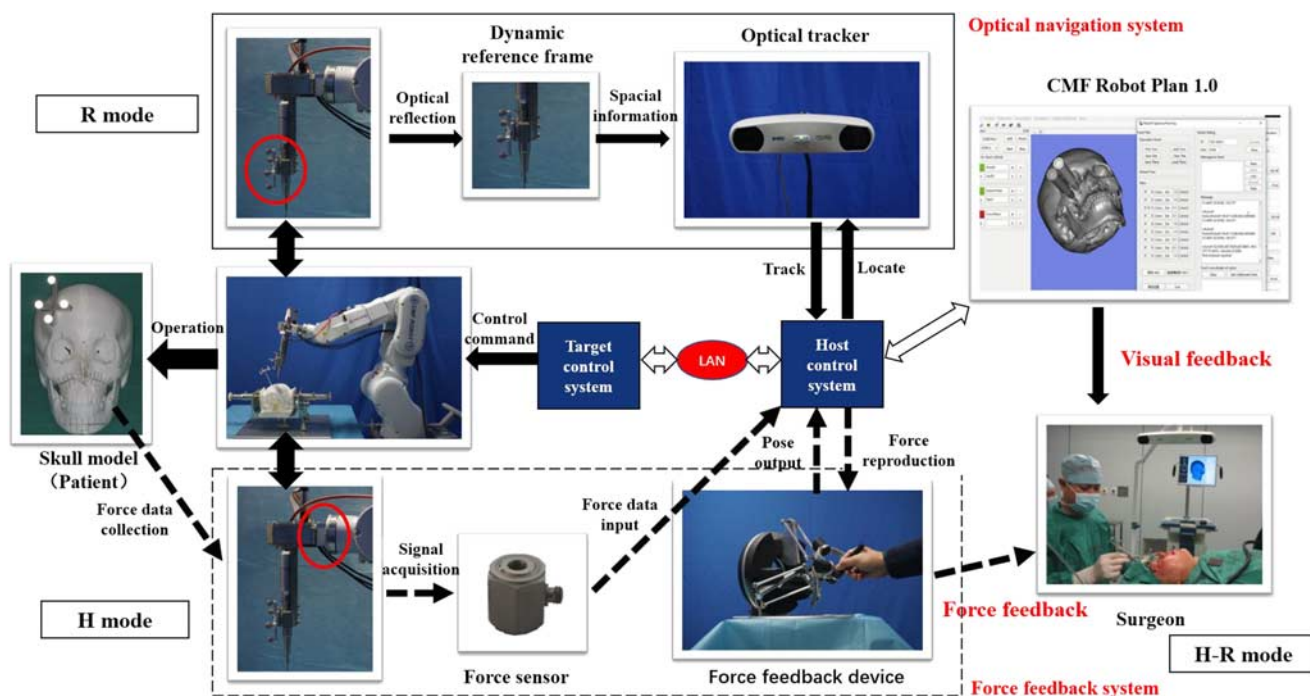 Optical navigation system
Dynamic
reference frame
Optical tracker
CMF Robot Plan 1.0
R mode
Optical
reflection
Spacial
information
Track
Locate
Operation
Control
command
Target
control
system
LAN
Host
control
system
Visual feedback
Skull model
（Patient）
Pose
output
Force
reproduction
Force data
collection
Force data
input
Signal
acquisition
H mode
Force sensor
Force feedback device
Force feedback
Surgeon
H-R mode
Force feedback system